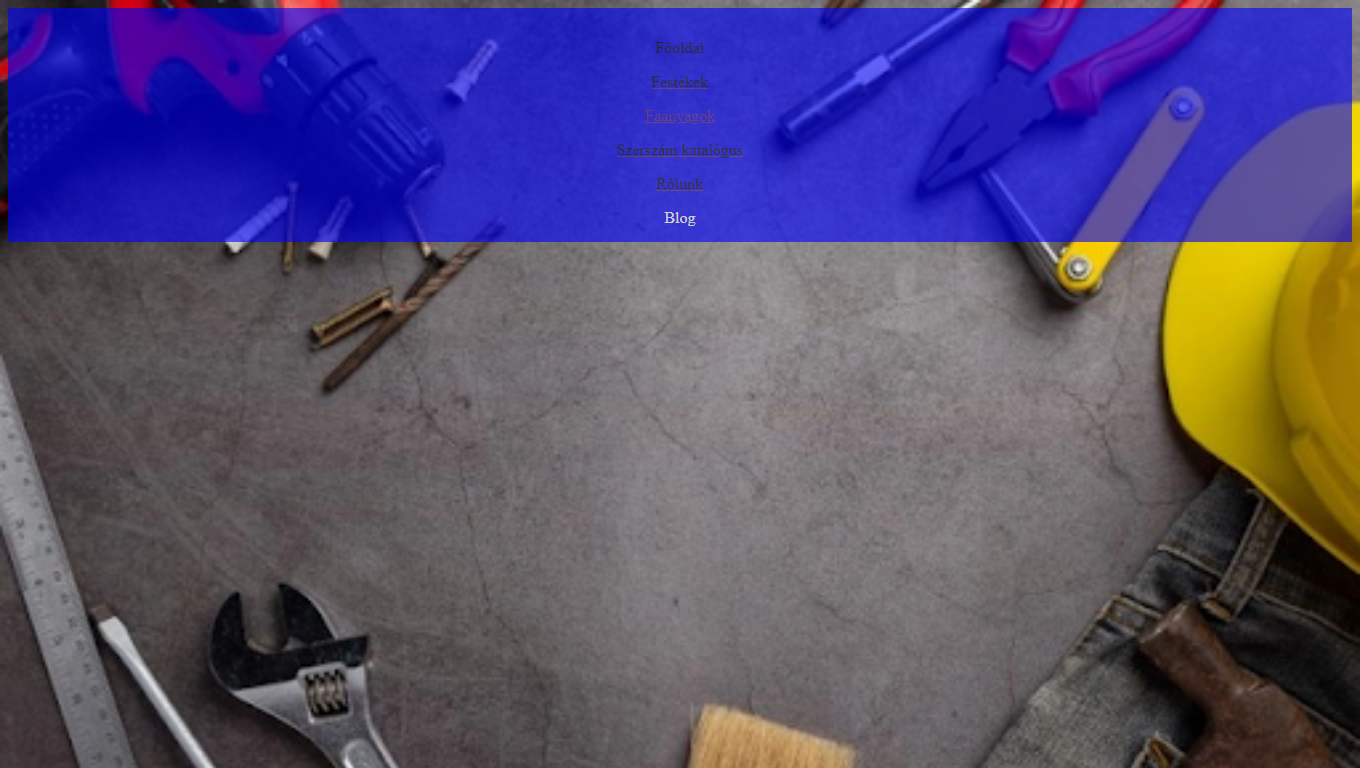 Főoldal
Festékek
Faanyagok
Szerszám katalógus
Rólunk
Blog